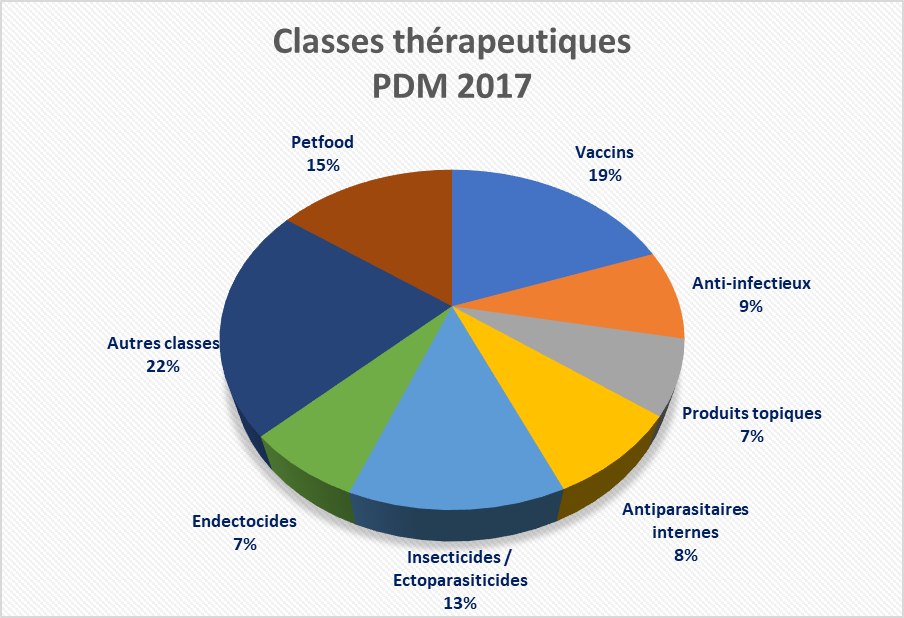 Classes thérapeutiques
PDM 2017
Petfood
15%
Vaccins
19%
Anti-infectieux
9%
Autres classes
22%
Produits topiques
7%
Antiparasitaires
internes
8%
Endectocides
7%
Insecticides /
Ectoparasiticides
13%